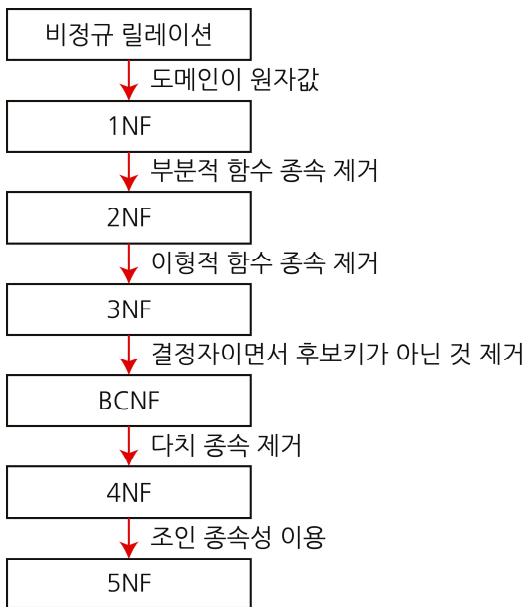 비정규 릴레이션
도메인이 원자값
1NF
부분적 함수 종속 제거
2NF
이형적 함수 종속 제거
3NF
결정자이면서 후보키가 아닌 것 제거
BCNF
다치 종속 제거
4NF
조인 종속성 이용
5NF